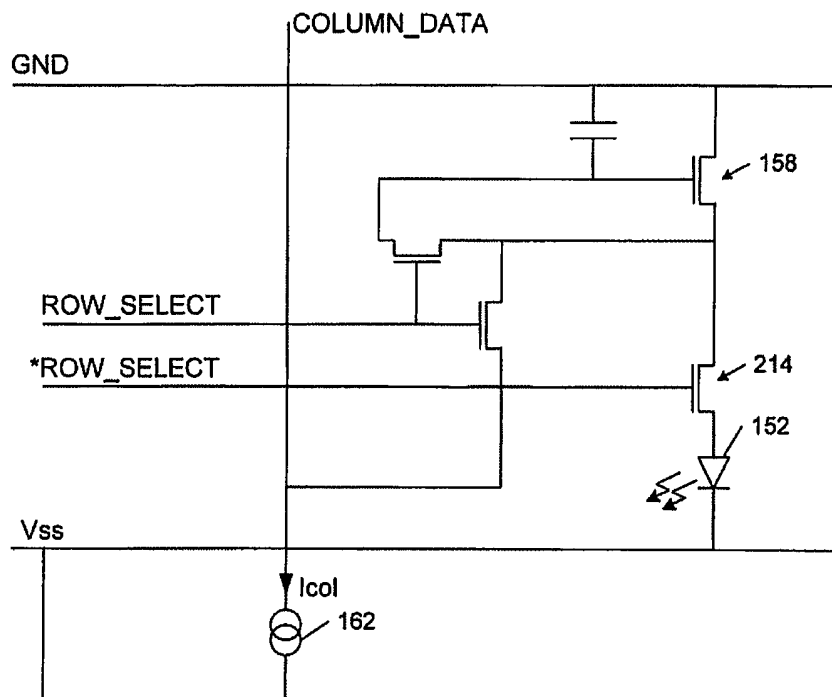 COLUMN_DATA
GND
158
ROW_SELECT
*ROW_SELECT
214
152
Vss
Icol
162